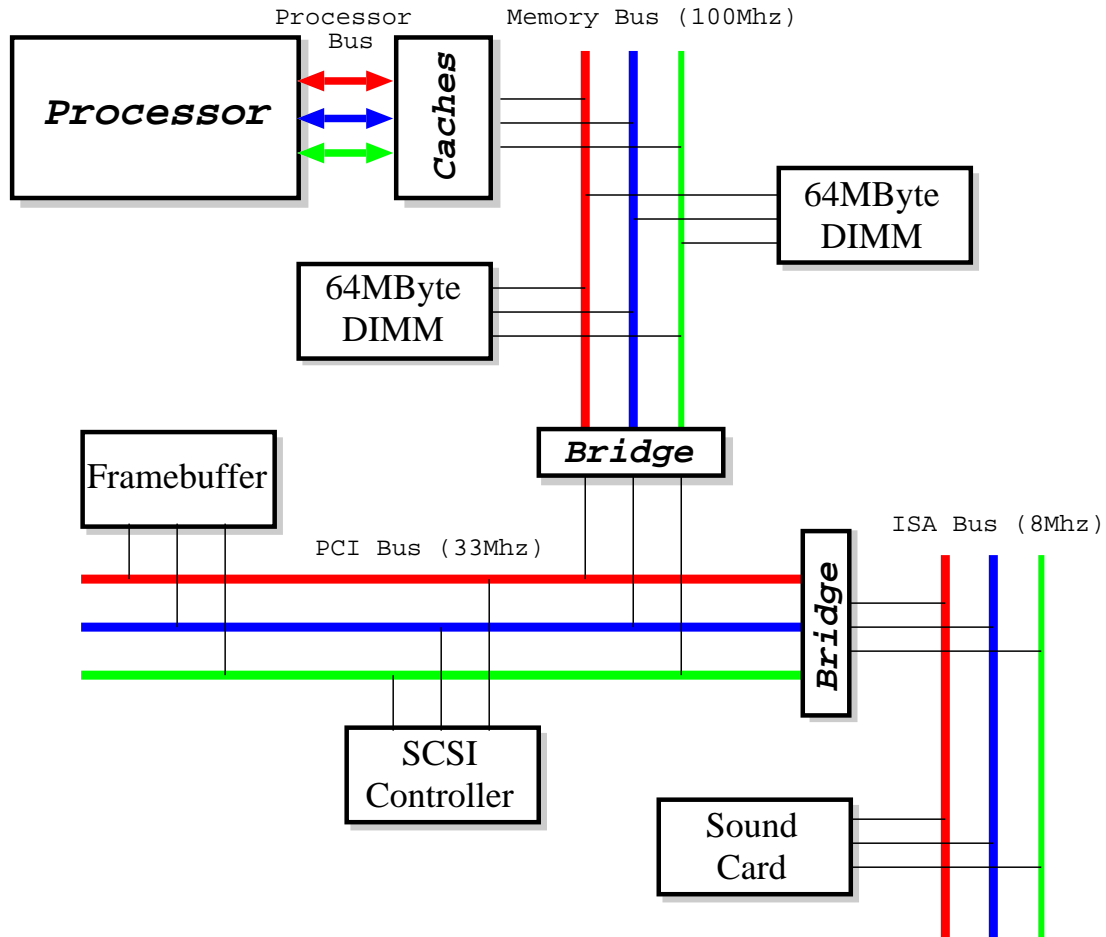 Processor
Bus
Memory Bus (100Mhz)
Processor
Caches
64MByte
DIMM
64MByte
DIMM
Bridge
Framebuffer
PCI Bus (33Mhz)
ISA Bus (8Mhz)
Bridge
SCSI
Controller
Sound
Card